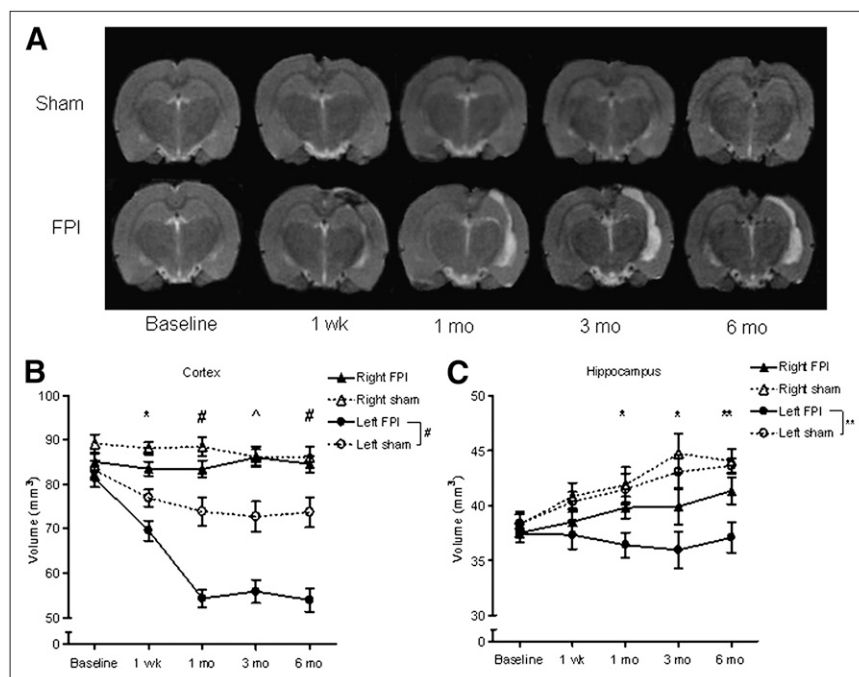 A
Sham
FPI
Baseline 1 wk 1 mo 3 mo 6 mo
B
Cortex
Right FPI
Right sham
Left FPI
Left sham
#
* # ^ #
Volume (mm³)
100
90
80
70
60
50
0
Baseline 1 wk 1 mo 3 mo 6 mo
C
Hippocampus
Right FPI
Right sham
Left FPI
Left sham
**
* * **
Volume (mm³)
50
45
40
35
30
0
Baseline 1 wk 1 mo 3 mo 6 mo